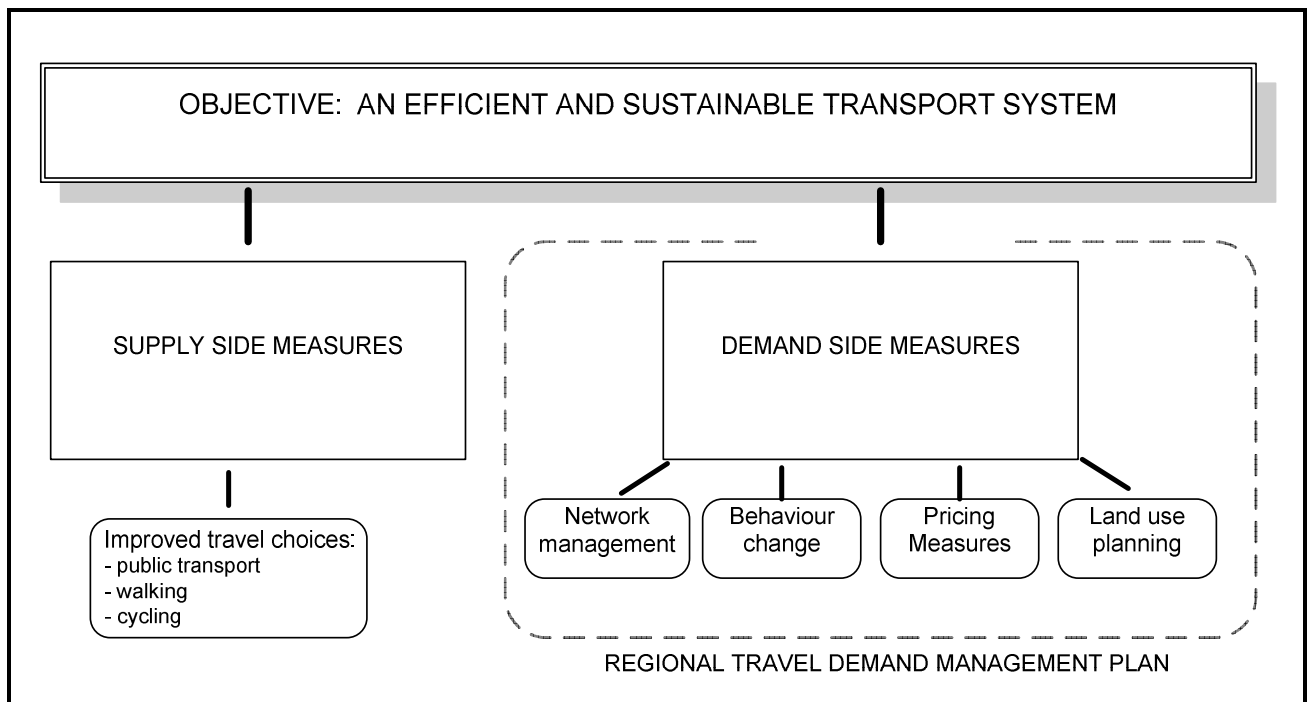 OBJECTIVE: AN EFFICIENT AND SUSTAINABLE TRANSPORT SYSTEM
SUPPLY SIDE MEASURES
DEMAND SIDE MEASURES
Improved travel choices:
- public transport
- walking
- cycling
Network
management
Behaviour
change
Pricing
Measures
Land use
planning
REGIONAL TRAVEL DEMAND MANAGEMENT PLAN